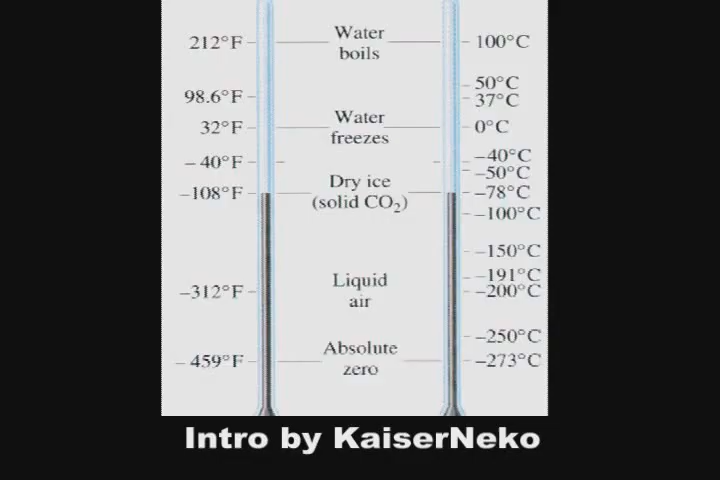 212°F
Water
boils
100°C
50°C
98.6°F
37°C
32°F
Water
freezes
0°C
– 40°F
–40°C
–50°C
–108°F
Dry ice
(solid CO₂)
–78°C
–100°C
–150°C
–191°C
–312°F
Liquid
air
–200°C
–250°C
– 459°F
Absolute
zero
–273°C
Intro by KaiserNeko